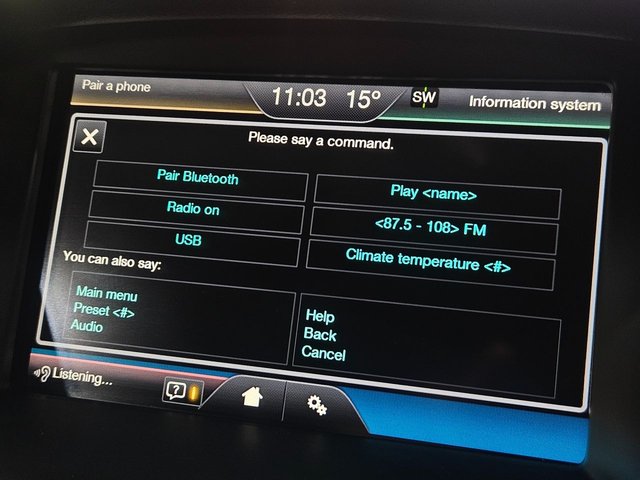 Pair a phone
11:03 15°
SW
Information system
Please say a command.
Pair Bluetooth
Play <name>
Radio on
<87.5 - 108> FM
USB
Climate temperature <#>
You can also say:
Main menu
Preset <#>
Audio
Help
Back
Cancel
Listening...